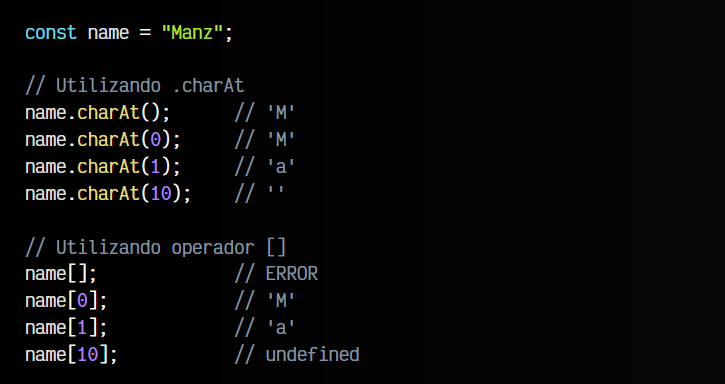 const name = "Manz";
// Utilizando .charAt
name.charAt(); // 'M'
name.charAt(0); // 'M'
name.charAt(1); // 'a'
name.charAt(10); // ''
// Utilizando operador []
name[]; // ERROR
name[0]; // 'M'
name[1]; // 'a'
name[10]; // undefined